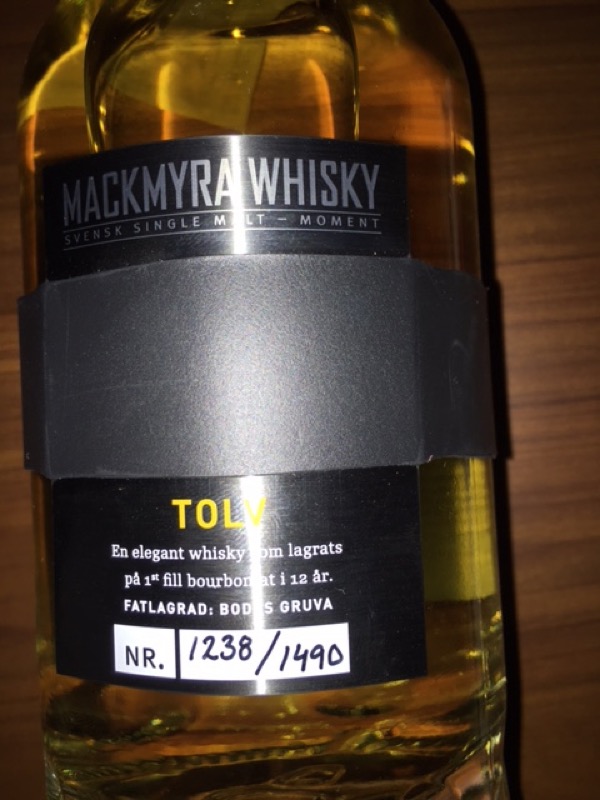 MACKMYRA WHISKY
SVENSK SINGLE MALT – MOMENT
TOLV
En elegant whisky som lagrats
på 1st fill bourbonfat i 12 år.
FATLAGRAD: BODÅS GRUVA
NR. 1238/1490